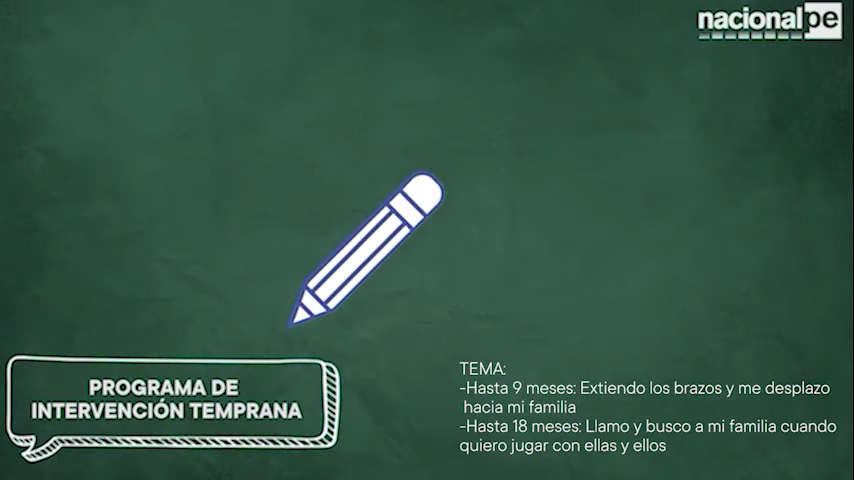 nacionalpe
PROGRAMA DE
INTERVENCIÓN TEMPRANA
TEMA:
-Hasta 9 meses: Extiendo los brazos y me desplazo
hacia mi familia
-Hasta 18 meses: Llamo y busco a mi familia cuando
quiero jugar con ellas y ellos